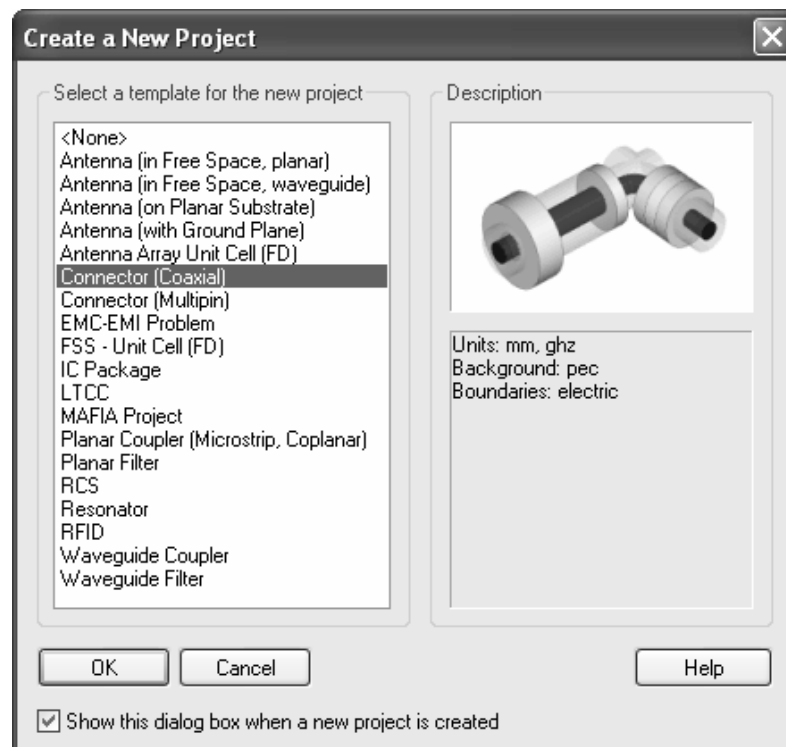 Create a New Project
Select a template for the new project
<None>
Antenna (in Free Space, planar)
Antenna (in Free Space, waveguide)
Antenna (on Planar Substrate)
Antenna (with Ground Plane)
Antenna Array Unit Cell (FD)
Connector (Coaxial)
Connector (Multipin)
EMC-EMI Problem
FSS - Unit Cell (FD)
IC Package
LTCC
MAFIA Project
Planar Coupler (Microstrip, Coplanar)
Planar Filter
RCS
Resonator
RFID
Waveguide Coupler
Waveguide Filter
Description
Units: mm, ghz
Background: pec
Boundaries: electric
OK
Cancel
Help
Show this dialog box when a new project is created